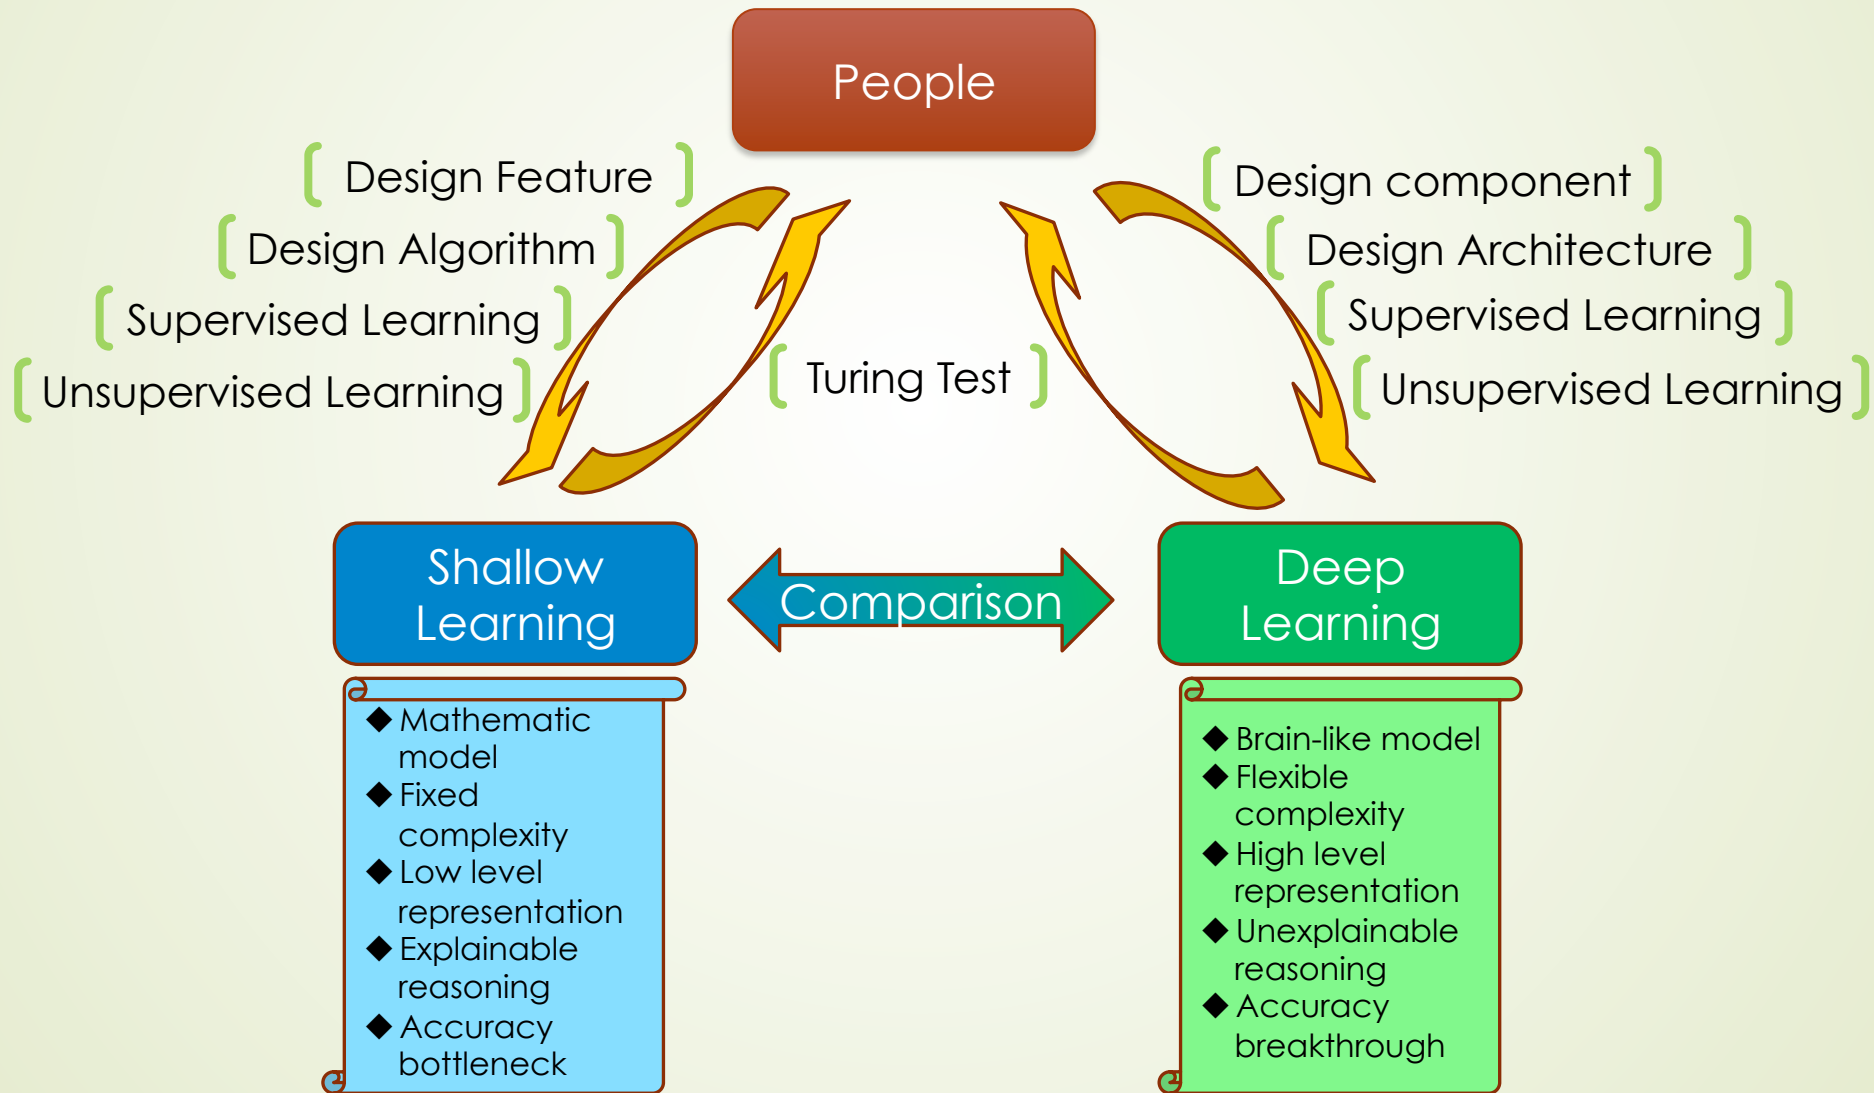 People
Design Feature
Design Algorithm
Supervised Learning
Unsupervised Learning
Turing Test
Design component
Design Architecture
Supervised Learning
Unsupervised Learning
Shallow
Learning
Comparison
Deep
Learning
Mathematic
model
Fixed
complexity
Low level
representation
Explainable
reasoning
Accuracy
bottleneck
Brain-like model
Flexible
complexity
High level
representation
Unexplainable
reasoning
Accuracy
breakthrough